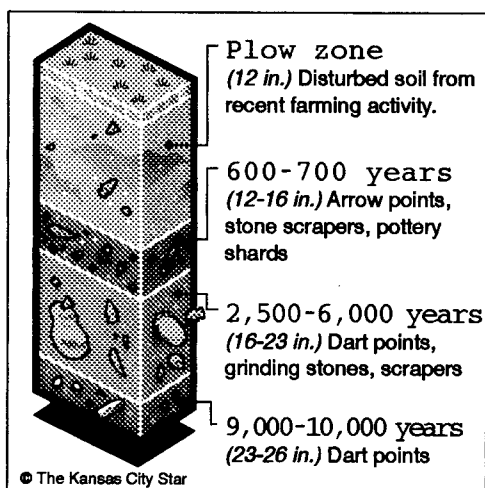 Plow zone
(12 in.) Disturbed soil from
recent farming activity.
600-700 years
(12-16 in.) Arrow points,
stone scrapers, pottery
shards
2,500-6,000 years
(16-23 in.) Dart points,
grinding stones, scrapers
9,000-10,000 years
(23-26 in.) Dart points
© The Kansas City Star